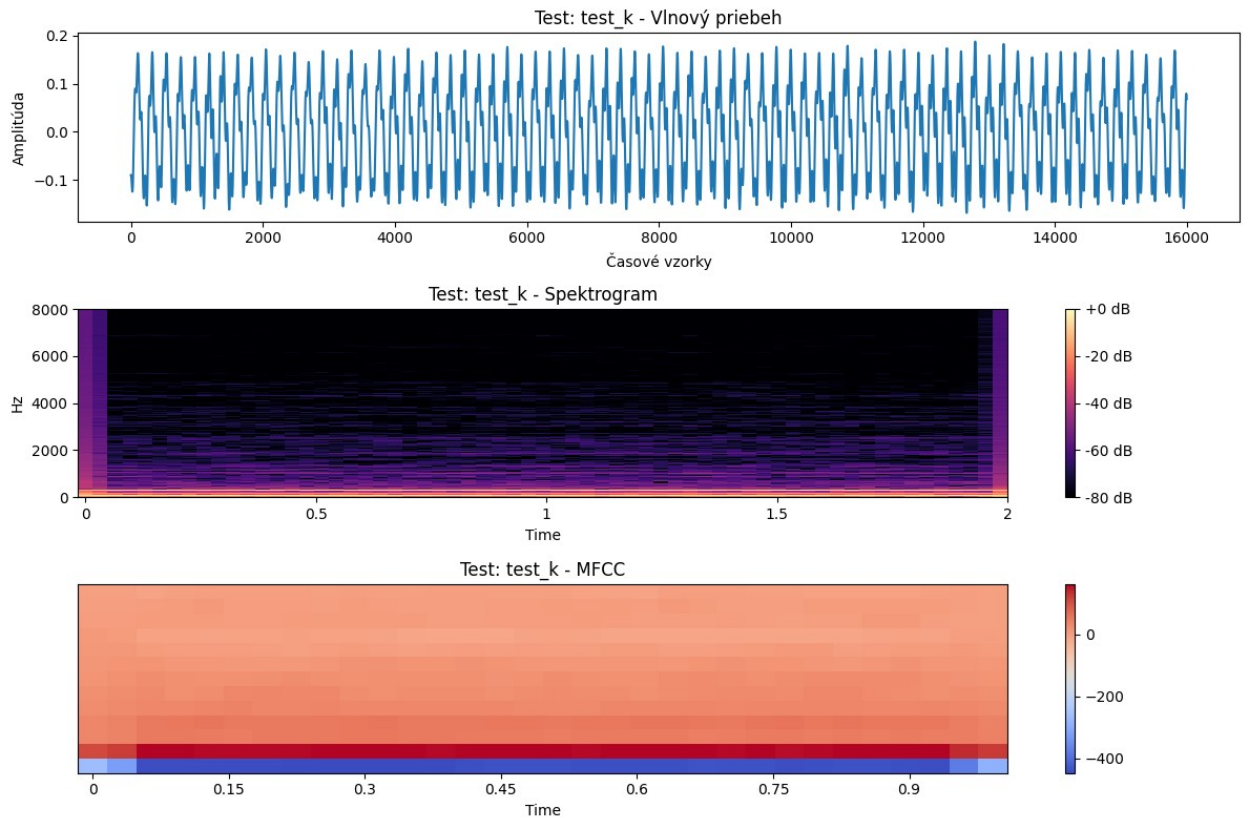 Test: test_k - Vlnový priebeh
0.2
0.1
0.0
−0.1
Amplitúda
0 2000 4000 6000 8000 10000 12000 14000 16000
Časové vzorky
Test: test_k - Spektrogram
8000
6000
4000
2000
0
Hz
0 0.5 1 1.5 2
Time
+0 dB
-20 dB
-40 dB
-60 dB
-80 dB
Test: test_k - MFCC
0 0.15 0.3 0.45 0.6 0.75 0.9
Time
0
−200
−400